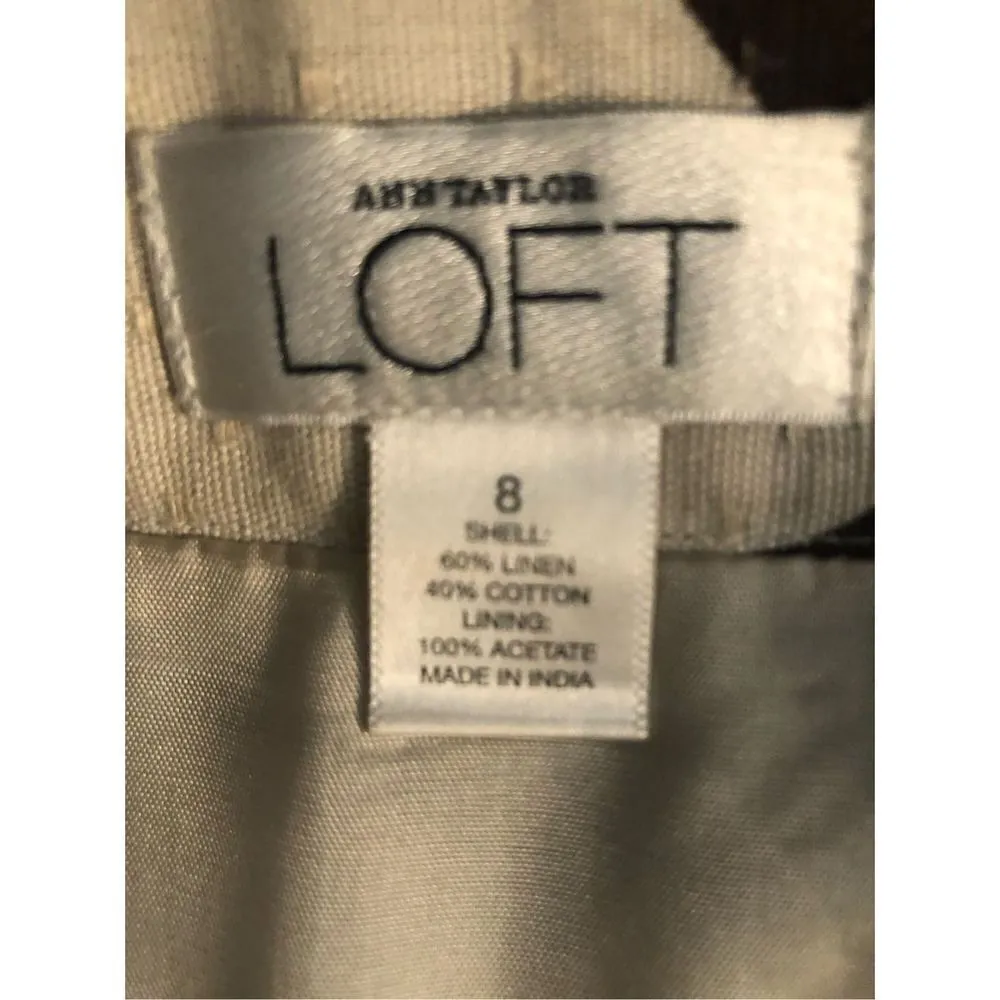 ANN TAYLOR
LOFT
8
SHELL:
60% LINEN
40% COTTON
LINING:
100% ACETATE
MADE IN INDIA